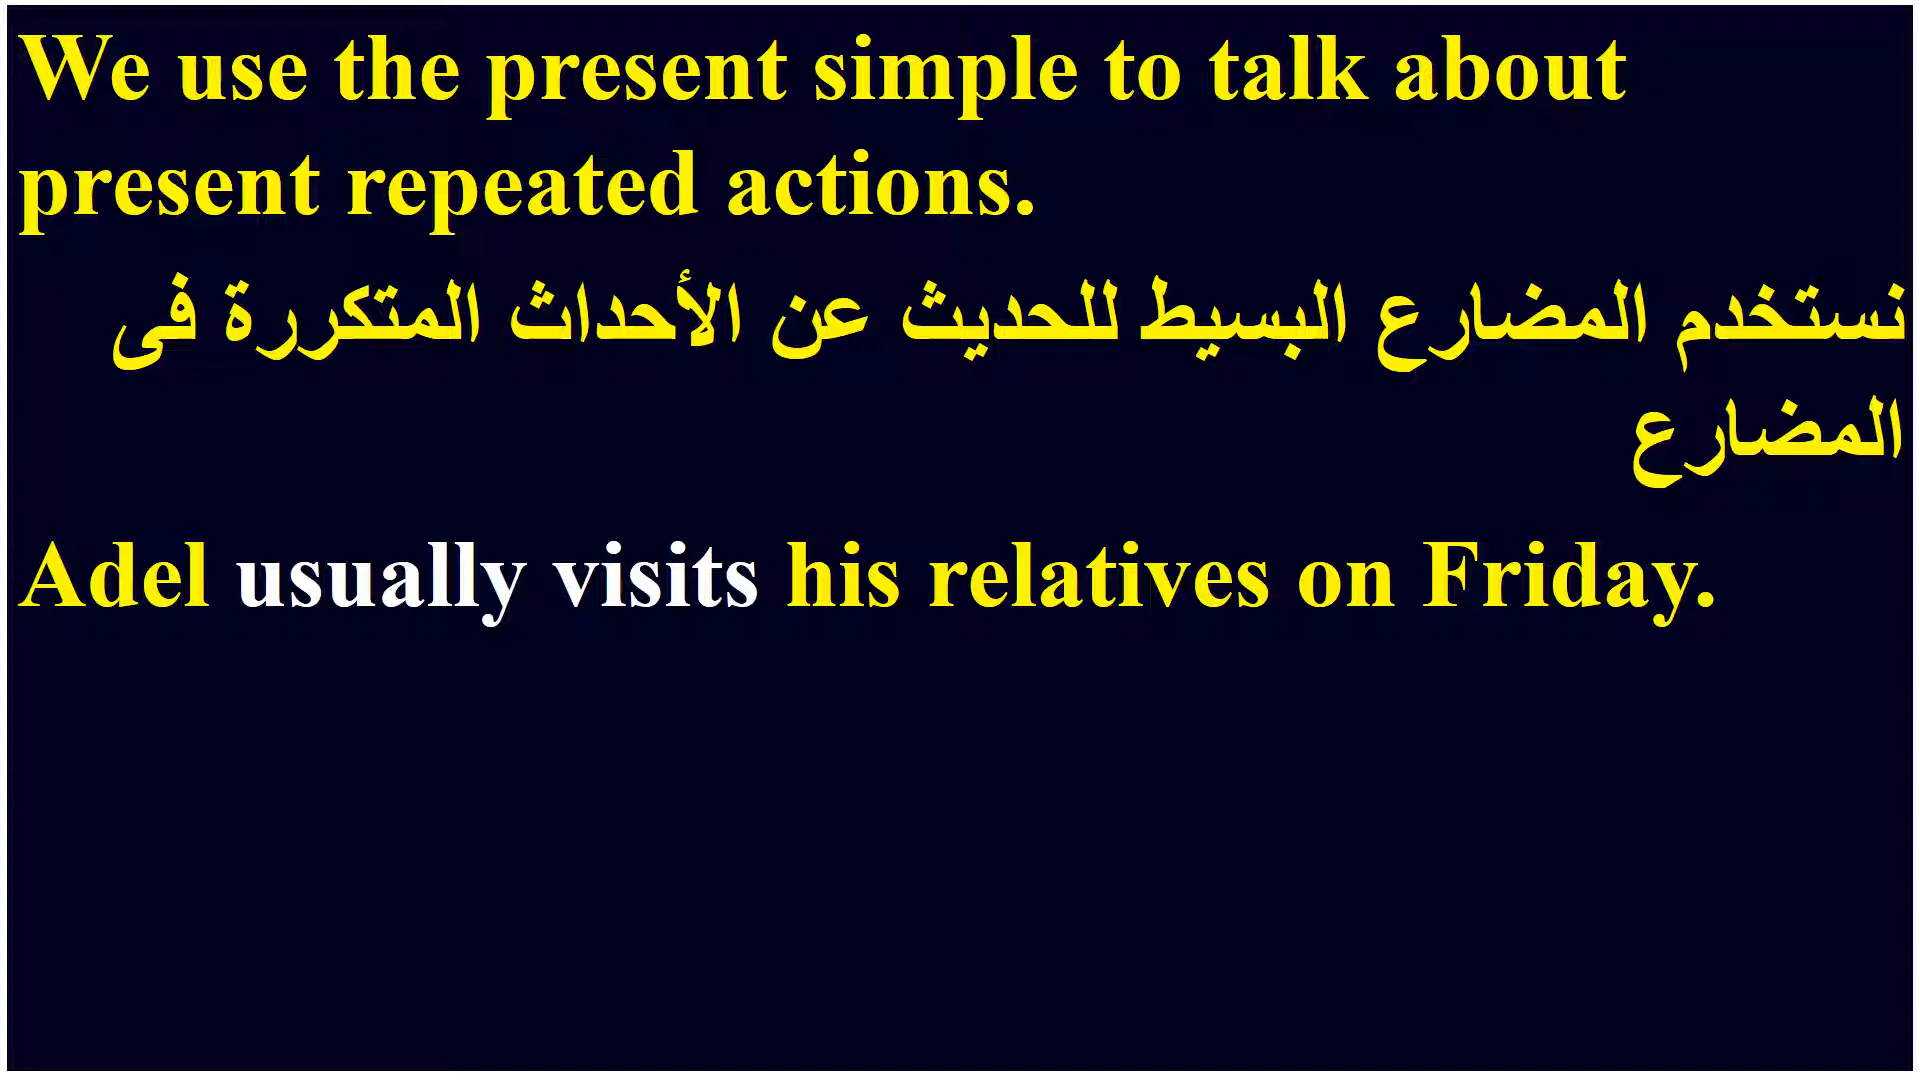 We use the present simple to talk about
present repeated actions.
نستخدم المضارع البسيط للحديث عن الأحداث المتكررة فى
المضارع
Adel usually visits his relatives on Friday.